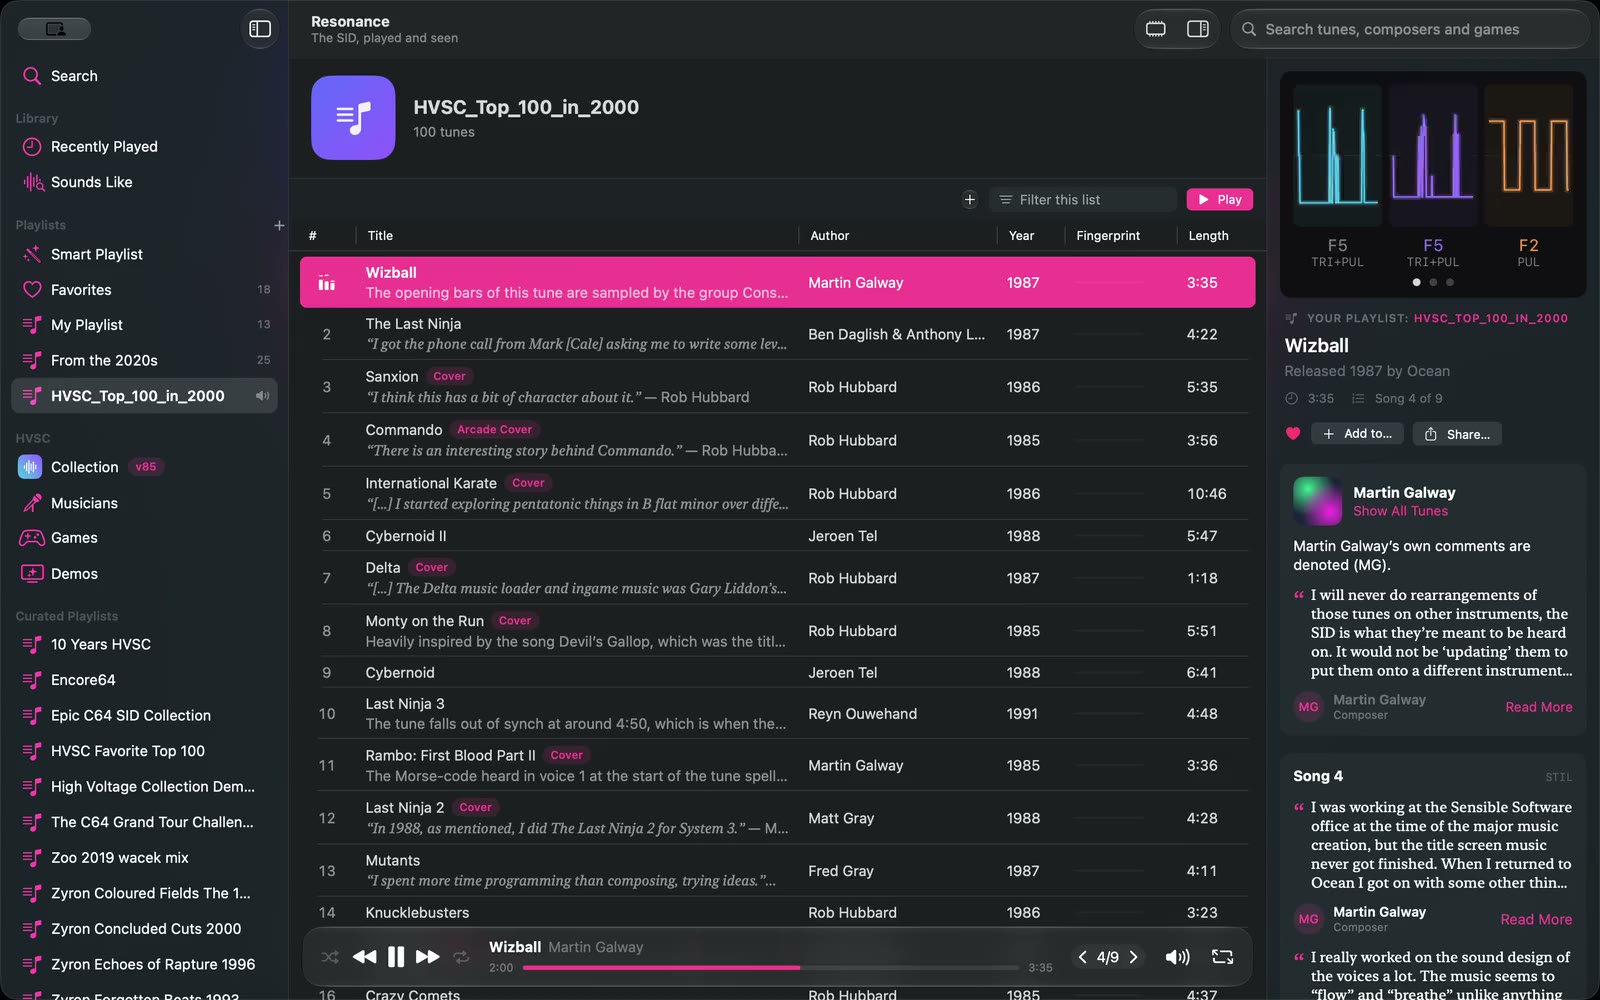 Search
Library
Recently Played
Sounds Like
Playlists
Smart Playlist
Favorites 18
My Playlist 13
From the 2020s 25
HVSC_Top_100_in_2000
HVSC
Collection v85
Musicians
Games
Demos
Curated Playlists
10 Years HVSC
Encore64
Epic C64 SID Collection
HVSC Favorite Top 100
High Voltage Collection Dem...
The C64 Grand Tour Challen...
Zoo 2019 wacek mix
Zyron Coloured Fields The 1...
Zyron Concluded Cuts 2000
Zyron Echoes of Rapture 1996
Zyron Forgotten Beats 1993
Resonance
The SID, played and seen
Search tunes, composers and games
HVSC_Top_100_in_2000
100 tunes
Filter this list
Play
# Title Author Year Fingerprint Length
Wizball
The opening bars of this tune are sampled by the group Cons...
Martin Galway 1987 3:35
2 The Last Ninja
“I got the phone call from Mark [Cale] asking me to write some lev...
Ben Daglish & Anthony L... 1987 4:22
3 Sanxion Cover
“I think this has a bit of character about it.” — Rob Hubbard
Rob Hubbard 1986 5:35
4 Commando Arcade Cover
“There is an interesting story behind Commando.” — Rob Hubba...
Rob Hubbard 1985 3:56
5 International Karate Cover
“[...] I started exploring pentatonic things in B flat minor over diffe...
Rob Hubbard 1986 10:46
6 Cybernoid II Jeroen Tel 1988 5:47
7 Delta Cover
“[...] The Delta music loader and ingame music was Gary Liddon’s...
Rob Hubbard 1987 1:18
8 Monty on the Run Cover
Heavily inspired by the song Devil’s Gallop, which was the titl...
Rob Hubbard 1985 5:51
9 Cybernoid Jeroen Tel 1988 6:41
10 Last Ninja 3
The tune falls out of synch at around 4:50, which is when the...
Reyn Ouwehand 1991 4:48
11 Rambo: First Blood Part II Cover
The Morse-code heard in voice 1 at the start of the tune spell...
Martin Galway 1985 3:36
12 Last Ninja 2 Cover
“In 1988, as mentioned, I did The Last Ninja 2 for System 3.” — M...
Matt Gray 1988 4:28
13 Mutants
“I spent more time programming than composing, trying ideas.”...
Fred Gray 1987 4:11
14 Knucklebusters Rob Hubbard 1986 3:23
Wizball Martin Galway
2:00 3:35
4/9
16 Crazy Comets Rob Hubbard 1985 4:37
F5 F5 F2
TRI+PUL TRI+PUL PUL
YOUR PLAYLIST: HVSC_TOP_100_IN_2000
Wizball
Released 1987 by Ocean
3:35 Song 4 of 9
Add to... Share...
Martin Galway
Show All Tunes
Martin Galway’s own comments are
denoted (MG).
“ I will never do rearrangements of
those tunes on other instruments, the
SID is what they’re meant to be heard
on. It would not be ‘updating’ them to
put them onto a different instrument...
MG Martin Galway
Composer
Read More
Song 4 STIL
“ I was working at the Sensible Software
office at the time of the major music
creation, but the title screen music
never got finished. When I returned to
Ocean I got on with some other thin...
MG Martin Galway
Composer
Read More
“ I really worked on the sound design of
the voices a lot. The music seems to
“flow” and “breathe” unlike anything